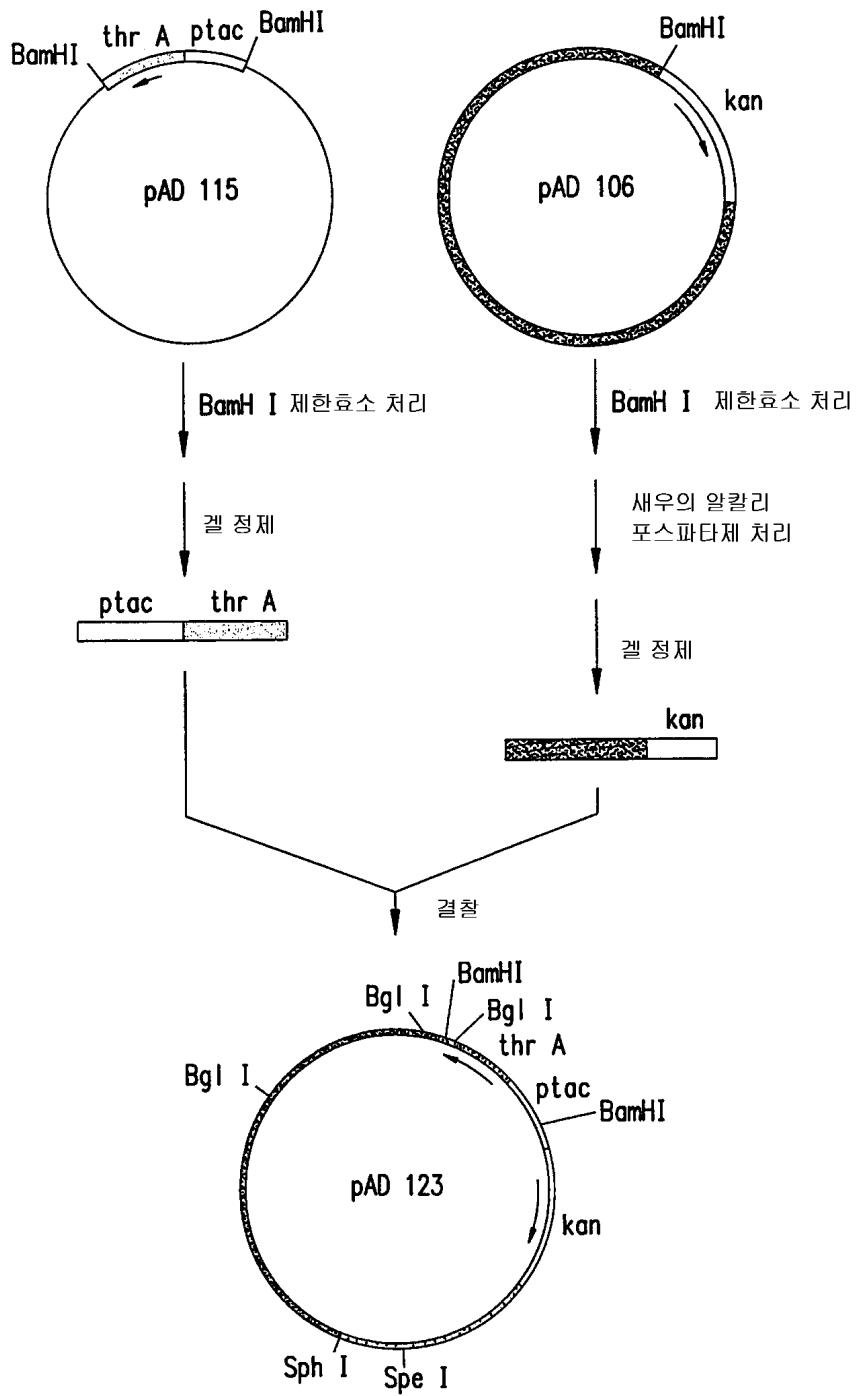 thr A ptac BamHI
BamHI
BamHI
kan
pAD 115
pAD 106
BamH I 제한효소 처리
BamH I 제한효소 처리
겔 정제
새우의 알칼리
포스파타제 처리
ptac thr A
겔 정제
kan
결찰
BamHI
Bgl I
Bgl I
thr A
Bgl I
ptac
BamHI
pAD 123
kan
Sph I
Spe I